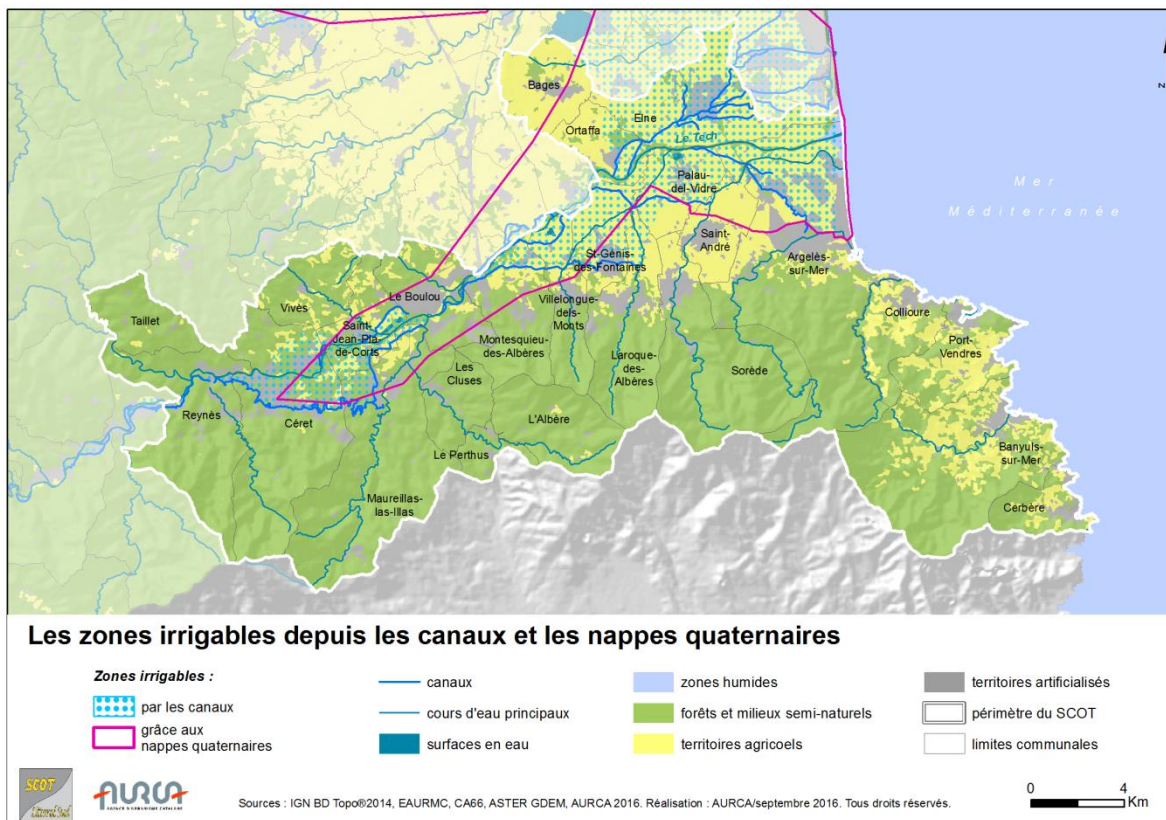 Bages
Ortaffa
Elne
Le Tech
Palau-
del-Vidre
Mer
Méditerranée
Saint-
André
St-Génis
des-Fontaines
Argelès-
sur-Mer
Le Boulou
Vivès
Taillet
Saint-
Jean-Pla-
de-Corts
Villelongue-
dels-
Monts
Montesquieu-
des-Albères
Collioure
Port-
Vendres
Les
Cluses
Laroque-
des-
Albères
Sorède
Reynès
Céret
L'Albère
Le Perthus
Banyuls-
sur-Mer
Maureillas-
las-Illas
Cerbère
z
Les zones irrigables depuis les canaux et les nappes quaternaires
Zones irrigables :
par les canaux
grâce aux
nappes quaternaires
canaux
cours d'eau principaux
surfaces en eau
zones humides
forêts et milieux semi-naturels
territoires agricoels
territoires artificialisés
périmètre du SCOT
limites communales
SCOT
Littoral Sud
AURCA
AGENCE D'URBANISME CATALANE
Sources : IGN BD Topo®2014, EAURMC, CA66, ASTER GDEM, AURCA 2016. Réalisation : AURCA/septembre 2016. Tous droits réservés.
0 4
Km